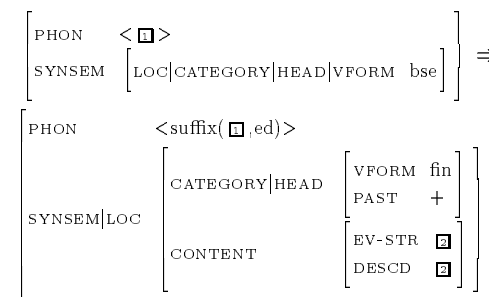 PHON < 1 >
SYNSEM LOC|CATEGORY|HEAD|VFORM bse ⇒
PHON <suffix( 1 ,ed)>
SYNSEM|LOC
CATEGORY|HEAD
VFORM fin
PAST +
CONTENT
EV-STR 2
DESCD 2